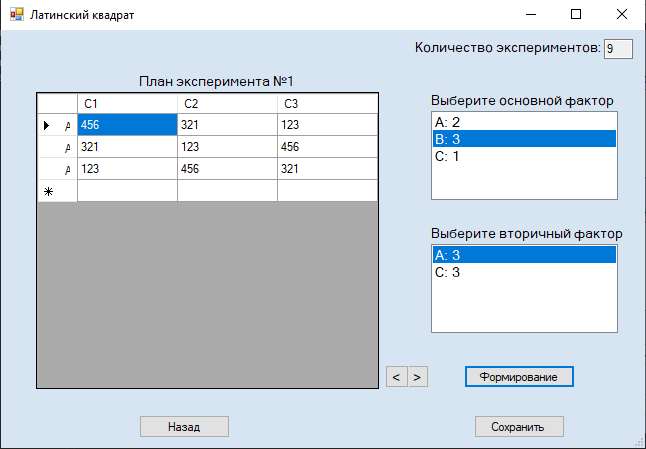 Латинский квадрат
Количество экспериментов: 9
План эксперимента №1
C1 C2 C3
A 456 321 123
A 321 123 456
A 123 456 321
Выберите основной фактор
A: 2
B: 3
C: 1
Выберите вторичный фактор
A: 3
C: 3
< >
Формирование
Назад
Сохранить